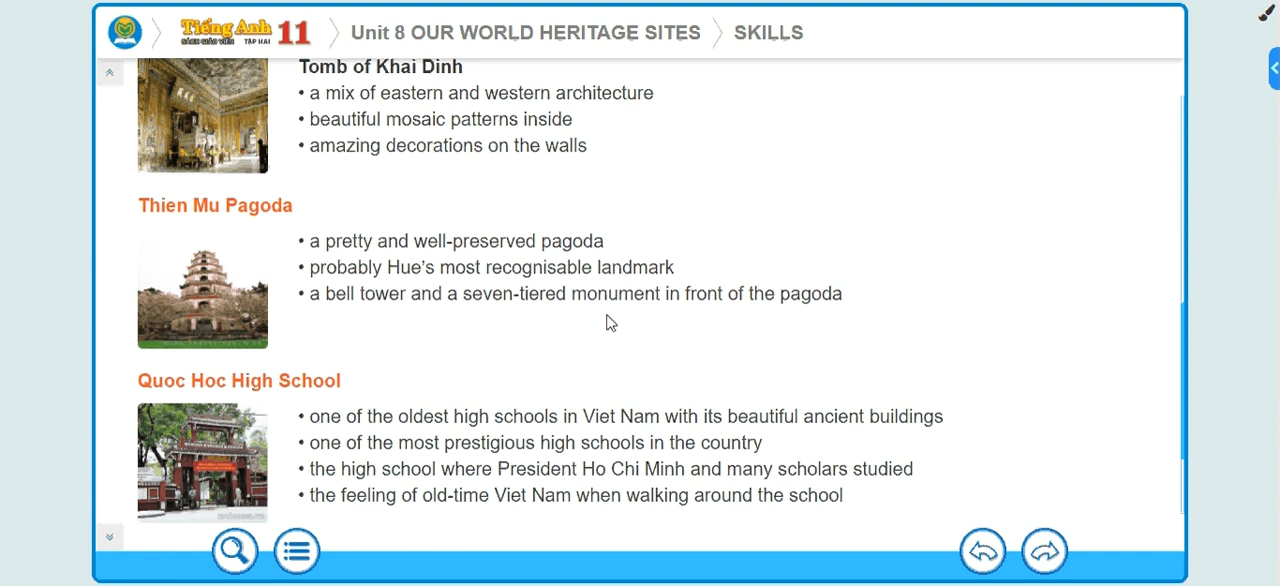 Tiếng Anh 11
SÁCH GIÁO VIÊN TẬP HAI
Unit 8 OUR WORLD HERITAGE SITES
SKILLS
Tomb of Khai Dinh
• a mix of eastern and western architecture
• beautiful mosaic patterns inside
• amazing decorations on the walls
Thien Mu Pagoda
• a pretty and well-preserved pagoda
• probably Hue’s most recognisable landmark
• a bell tower and a seven-tiered monument in front of the pagoda
Quoc Hoc High School
• one of the oldest high schools in Viet Nam with its beautiful ancient buildings
• one of the most prestigious high schools in the country
• the high school where President Ho Chi Minh and many scholars studied
• the feeling of old-time Viet Nam when walking around the school